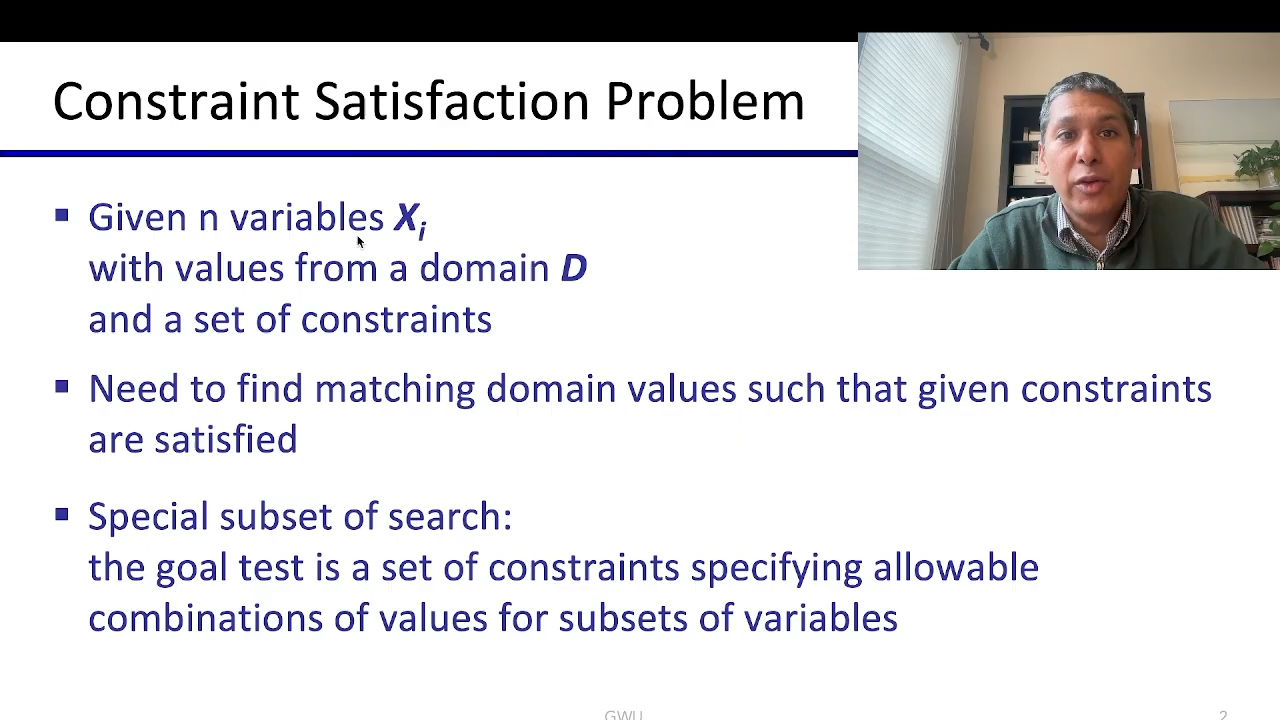 Constraint Satisfaction Problem
▪ Given n variables Xi
with values from a domain D
and a set of constraints
▪ Need to find matching domain values such that given constraints
are satisfied
▪ Special subset of search:
the goal test is a set of constraints specifying allowable
combinations of values for subsets of variables
GWU
2